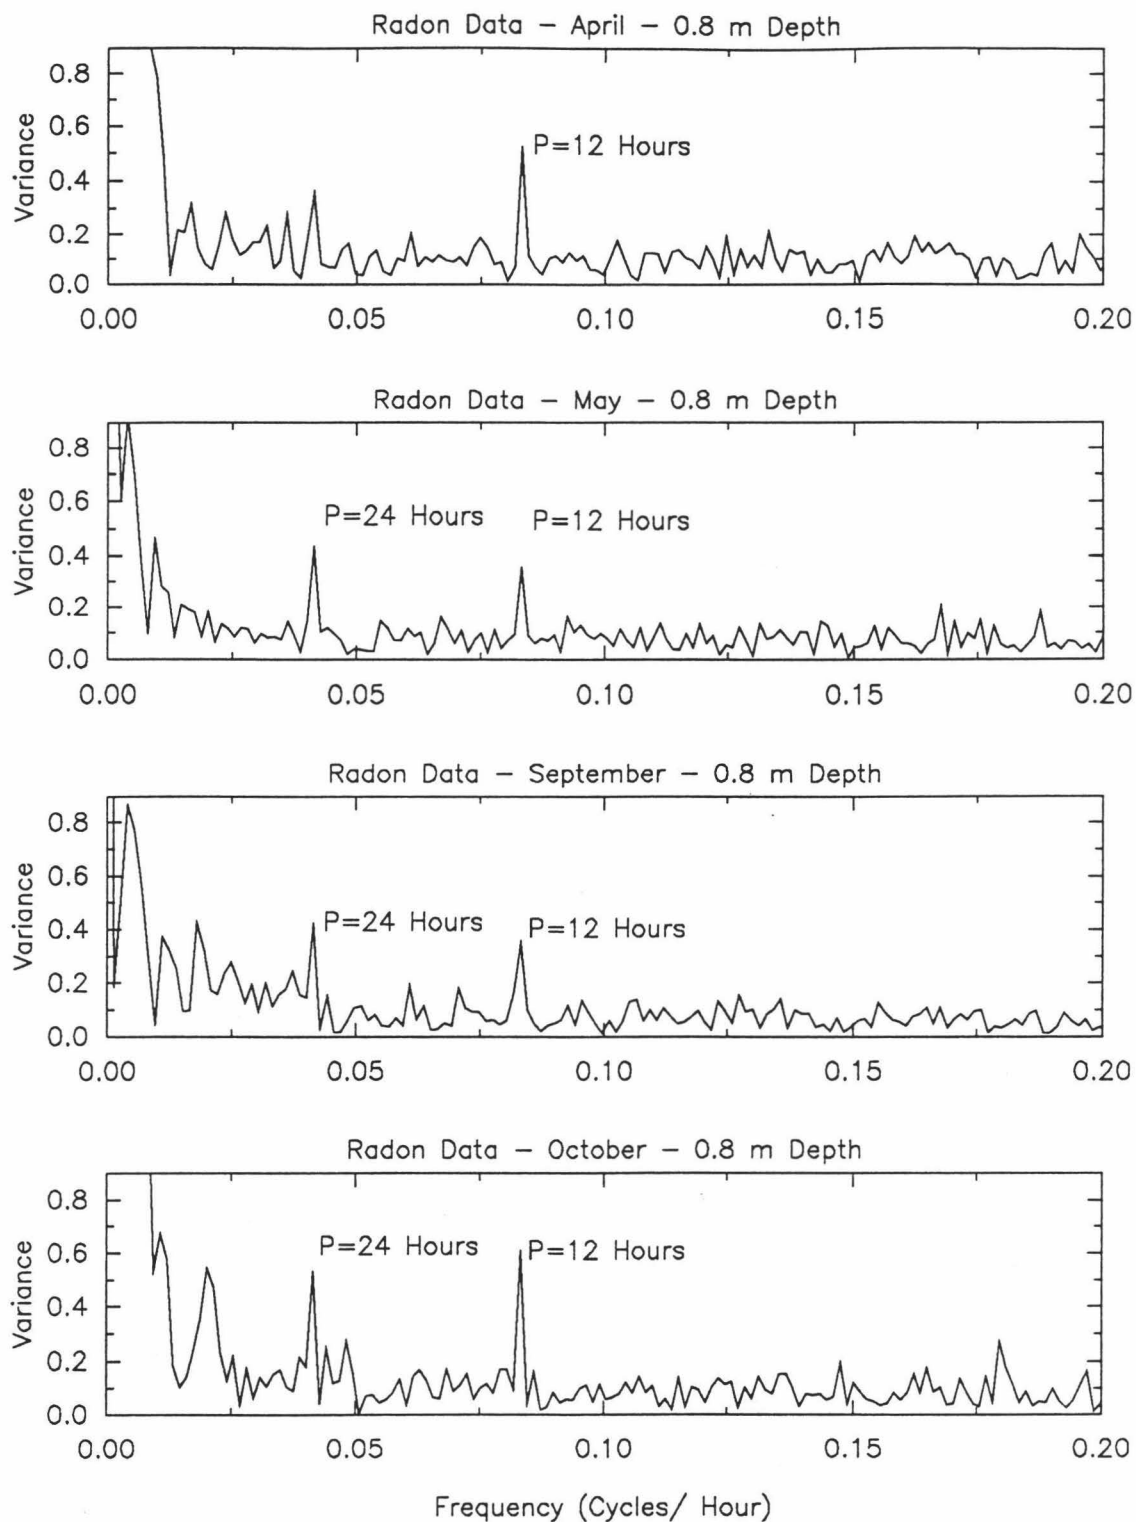 Radon Data - April - 0.8 m Depth
Variance
0.8
0.6
0.4
0.2
0.0
P=12 Hours
0.00 0.05 0.10 0.15 0.20
Radon Data - May - 0.8 m Depth
Variance
0.8
0.6
0.4
0.2
0.0
P=24 Hours P=12 Hours
0.00 0.05 0.10 0.15 0.20
Radon Data - September - 0.8 m Depth
Variance
0.8
0.6
0.4
0.2
0.0
P=24 Hours P=12 Hours
0.00 0.05 0.10 0.15 0.20
Radon Data - October - 0.8 m Depth
Variance
0.8
0.6
0.4
0.2
0.0
P=24 Hours P=12 Hours
0.00 0.05 0.10 0.15 0.20
Frequency (Cycles/ Hour)